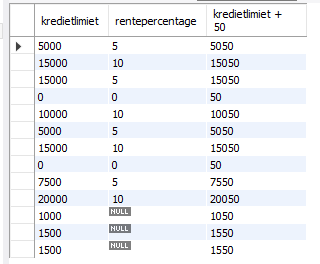 kredietlimiet rentepercentage kredietlimiet +
50
5000 5 5050
15000 10 15050
15000 5 15050
0 0 50
10000 10 10050
5000 5 5050
15000 10 15050
0 0 50
7500 5 7550
20000 10 20050
1000 NULL 1050
1500 NULL 1550
1500 NULL 1550